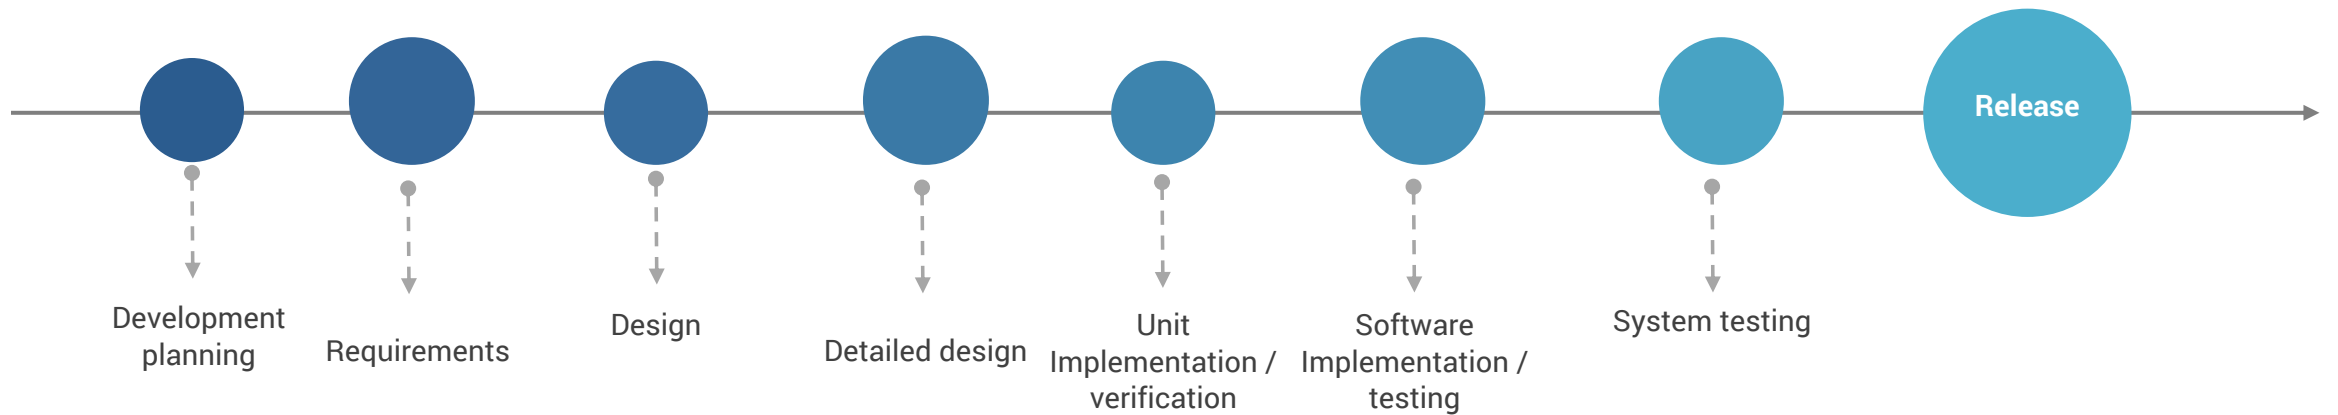 Development
planning
Requirements
Design
Detailed design
Unit
Implementation /
verification
Software
Implementation /
testing
System testing
Release